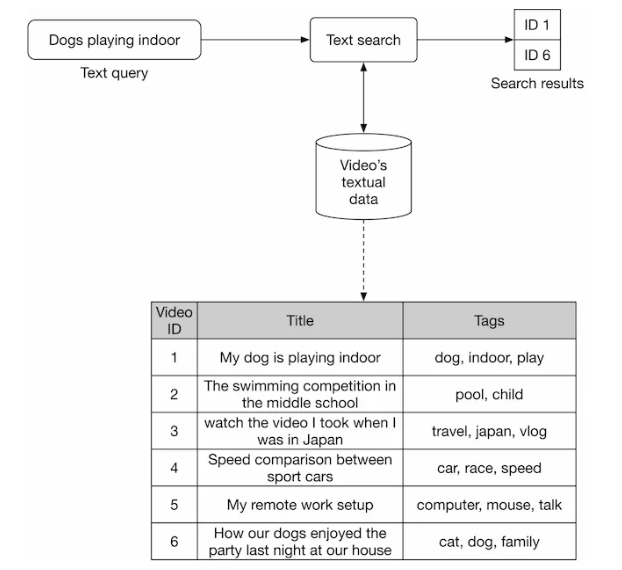 Dogs playing indoor
Text query
Text search
ID 1
ID 6
Search results
Video's
textual
data
Video
ID
Title
Tags
1
My dog is playing indoor
dog, indoor, play
2
The swimming competition in
the middle school
pool, child
3
watch the video I took when I
was in Japan
travel, japan, vlog
4
Speed comparison between
sport cars
car, race, speed
5
My remote work setup
computer, mouse, talk
6
How our dogs enjoyed the
party last night at our house
cat, dog, family